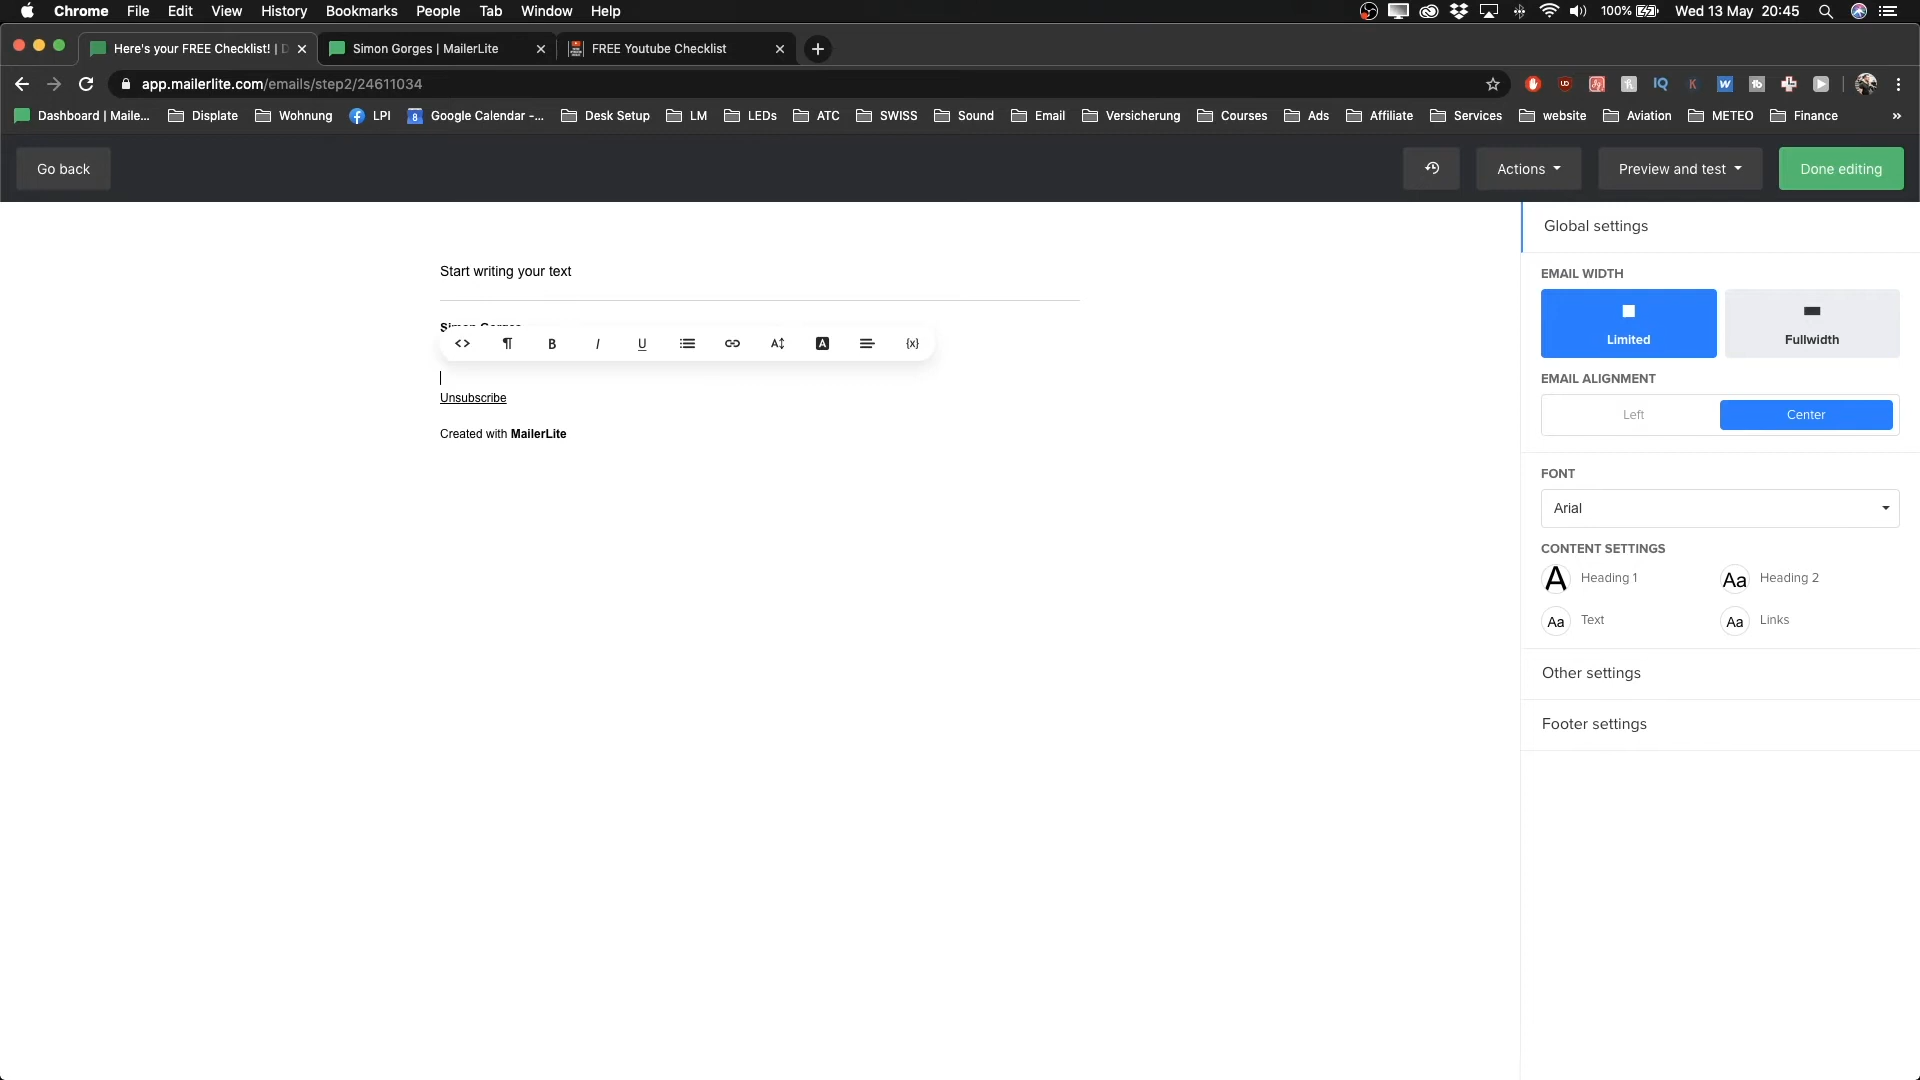 Chrome File Edit View History Bookmarks People Tab Window Help 100% Wed 13 May 20:45
Here's your FREE Checklist! | D Simon Gorges | MailerLite FREE Youtube Checklist
app.mailerlite.com/emails/step2/24611034
Dashboard | Maile... Displate Wohnung LPI Google Calendar -... Desk Setup LM LEDs ATC SWISS Sound Email Versicherung Courses Ads Affiliate Services website Aviation METEO Finance »
Go back Actions Preview and test Done editing
Global settings
EMAIL WIDTH
Limited Fullwidth
EMAIL ALIGNMENT
Left Center
FONT
Arial
CONTENT SETTINGS
A Heading 1 Aa Heading 2
Aa Text Aa Links
Other settings
Footer settings
Start writing your text
Simon Gorges
<> ¶ B I U A {x}
Unsubscribe
Created with MailerLite